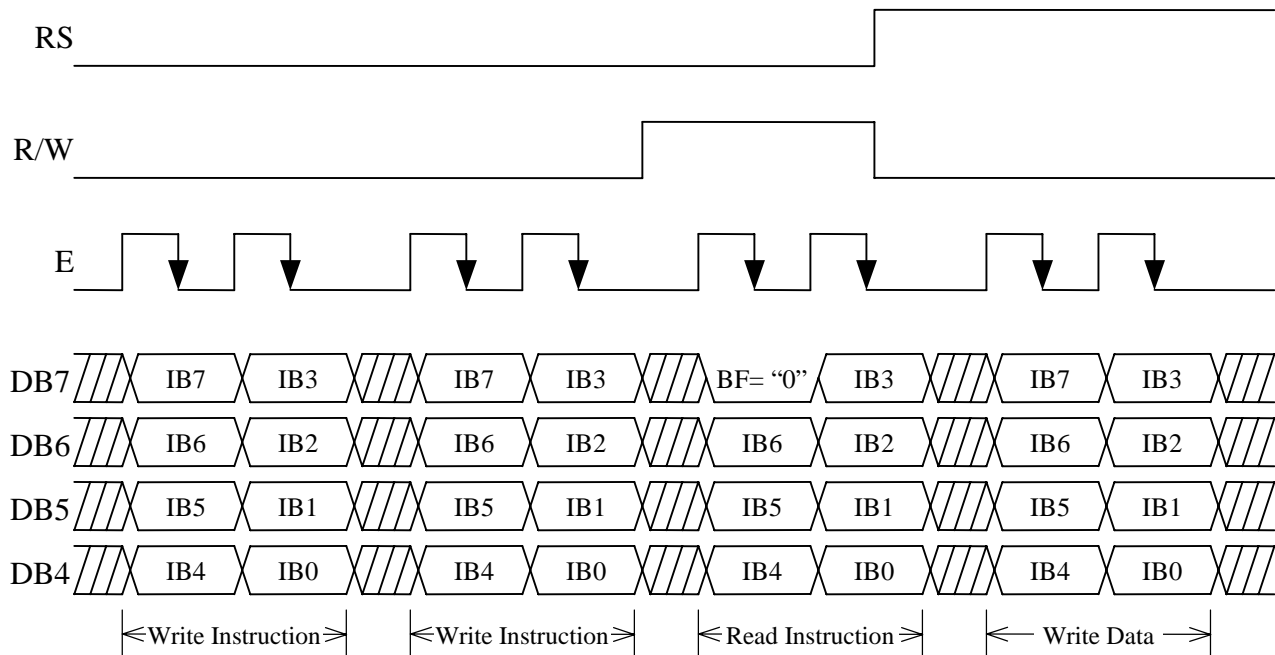 RS
R/W
E
DB7 IB7 IB3 IB7 IB3 BF= “0” IB3 IB7 IB3
DB6 IB6 IB2 IB6 IB2 IB6 IB2 IB6 IB2
DB5 IB5 IB1 IB5 IB1 IB5 IB1 IB5 IB1
DB4 IB4 IB0 IB4 IB0 IB4 IB0 IB4 IB0
Write Instruction Write Instruction Read Instruction Write Data